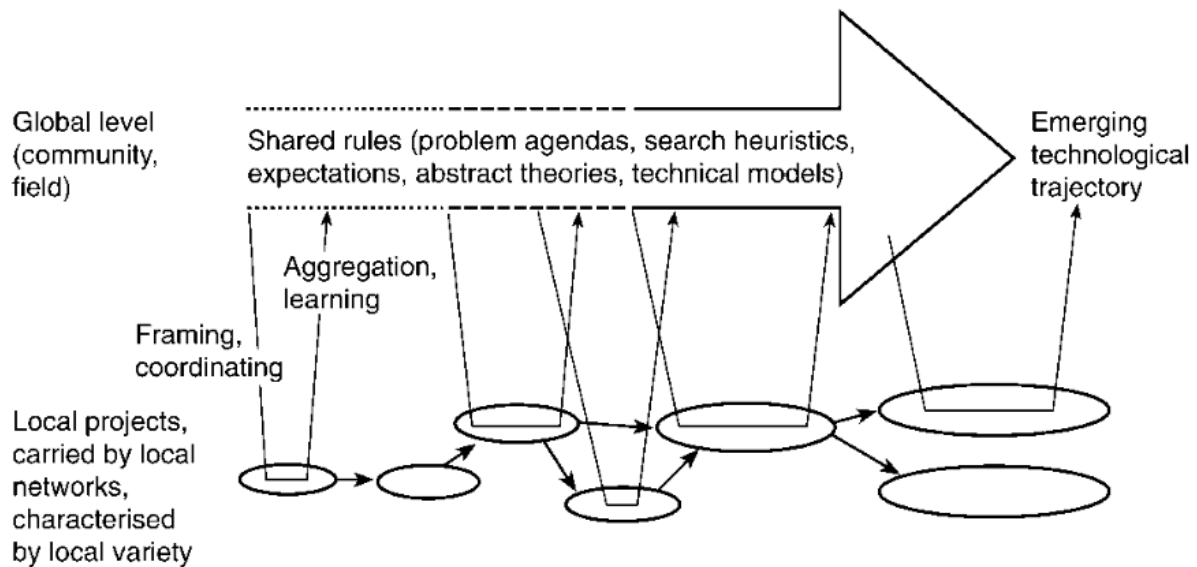 Global level
(community,
field)
Shared rules (problem agendas, search heuristics,
expectations, abstract theories, technical models)
Emerging
technological
trajectory
Aggregation,
learning
Framing,
coordinating
Local projects,
carried by local
networks,
characterised
by local variety